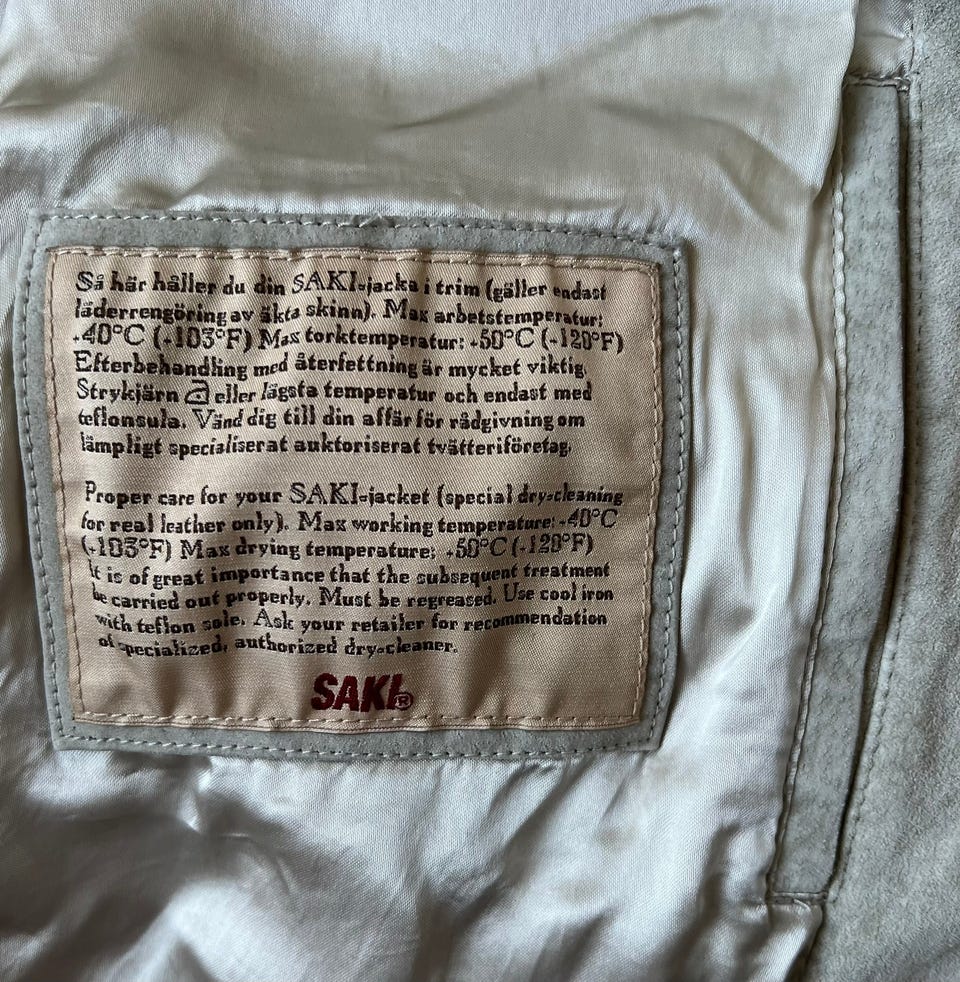 Så här håller du din SAKI-jacka i trim (gäller endast
läderrengöring av äkta skinn). Max arbetstemperatur:
+40°C (+103°F) Max torktemperatur: +50°C (+120°F)
Efterbehandling med återfettning är mycket viktig.
Strykjärn a eller lägsta temperatur och endast med
teflonsula. Vänd dig till din affär för rådgivning om
lämpligt specialiserat auktoriserat tvätteriföretag.
Proper care for your SAKI-jacket (special dry-cleaning
for real leather only). Max working temperature: +40°C
(+103°F) Max drying temperature: +50°C (+120°F)
It is of great importance that the subsequent treatment
be carried out properly. Must be regreased. Use cool iron
with teflon sole. Ask your retailer for recommendation
of specialized, authorized dry-cleaner.
SAKI®